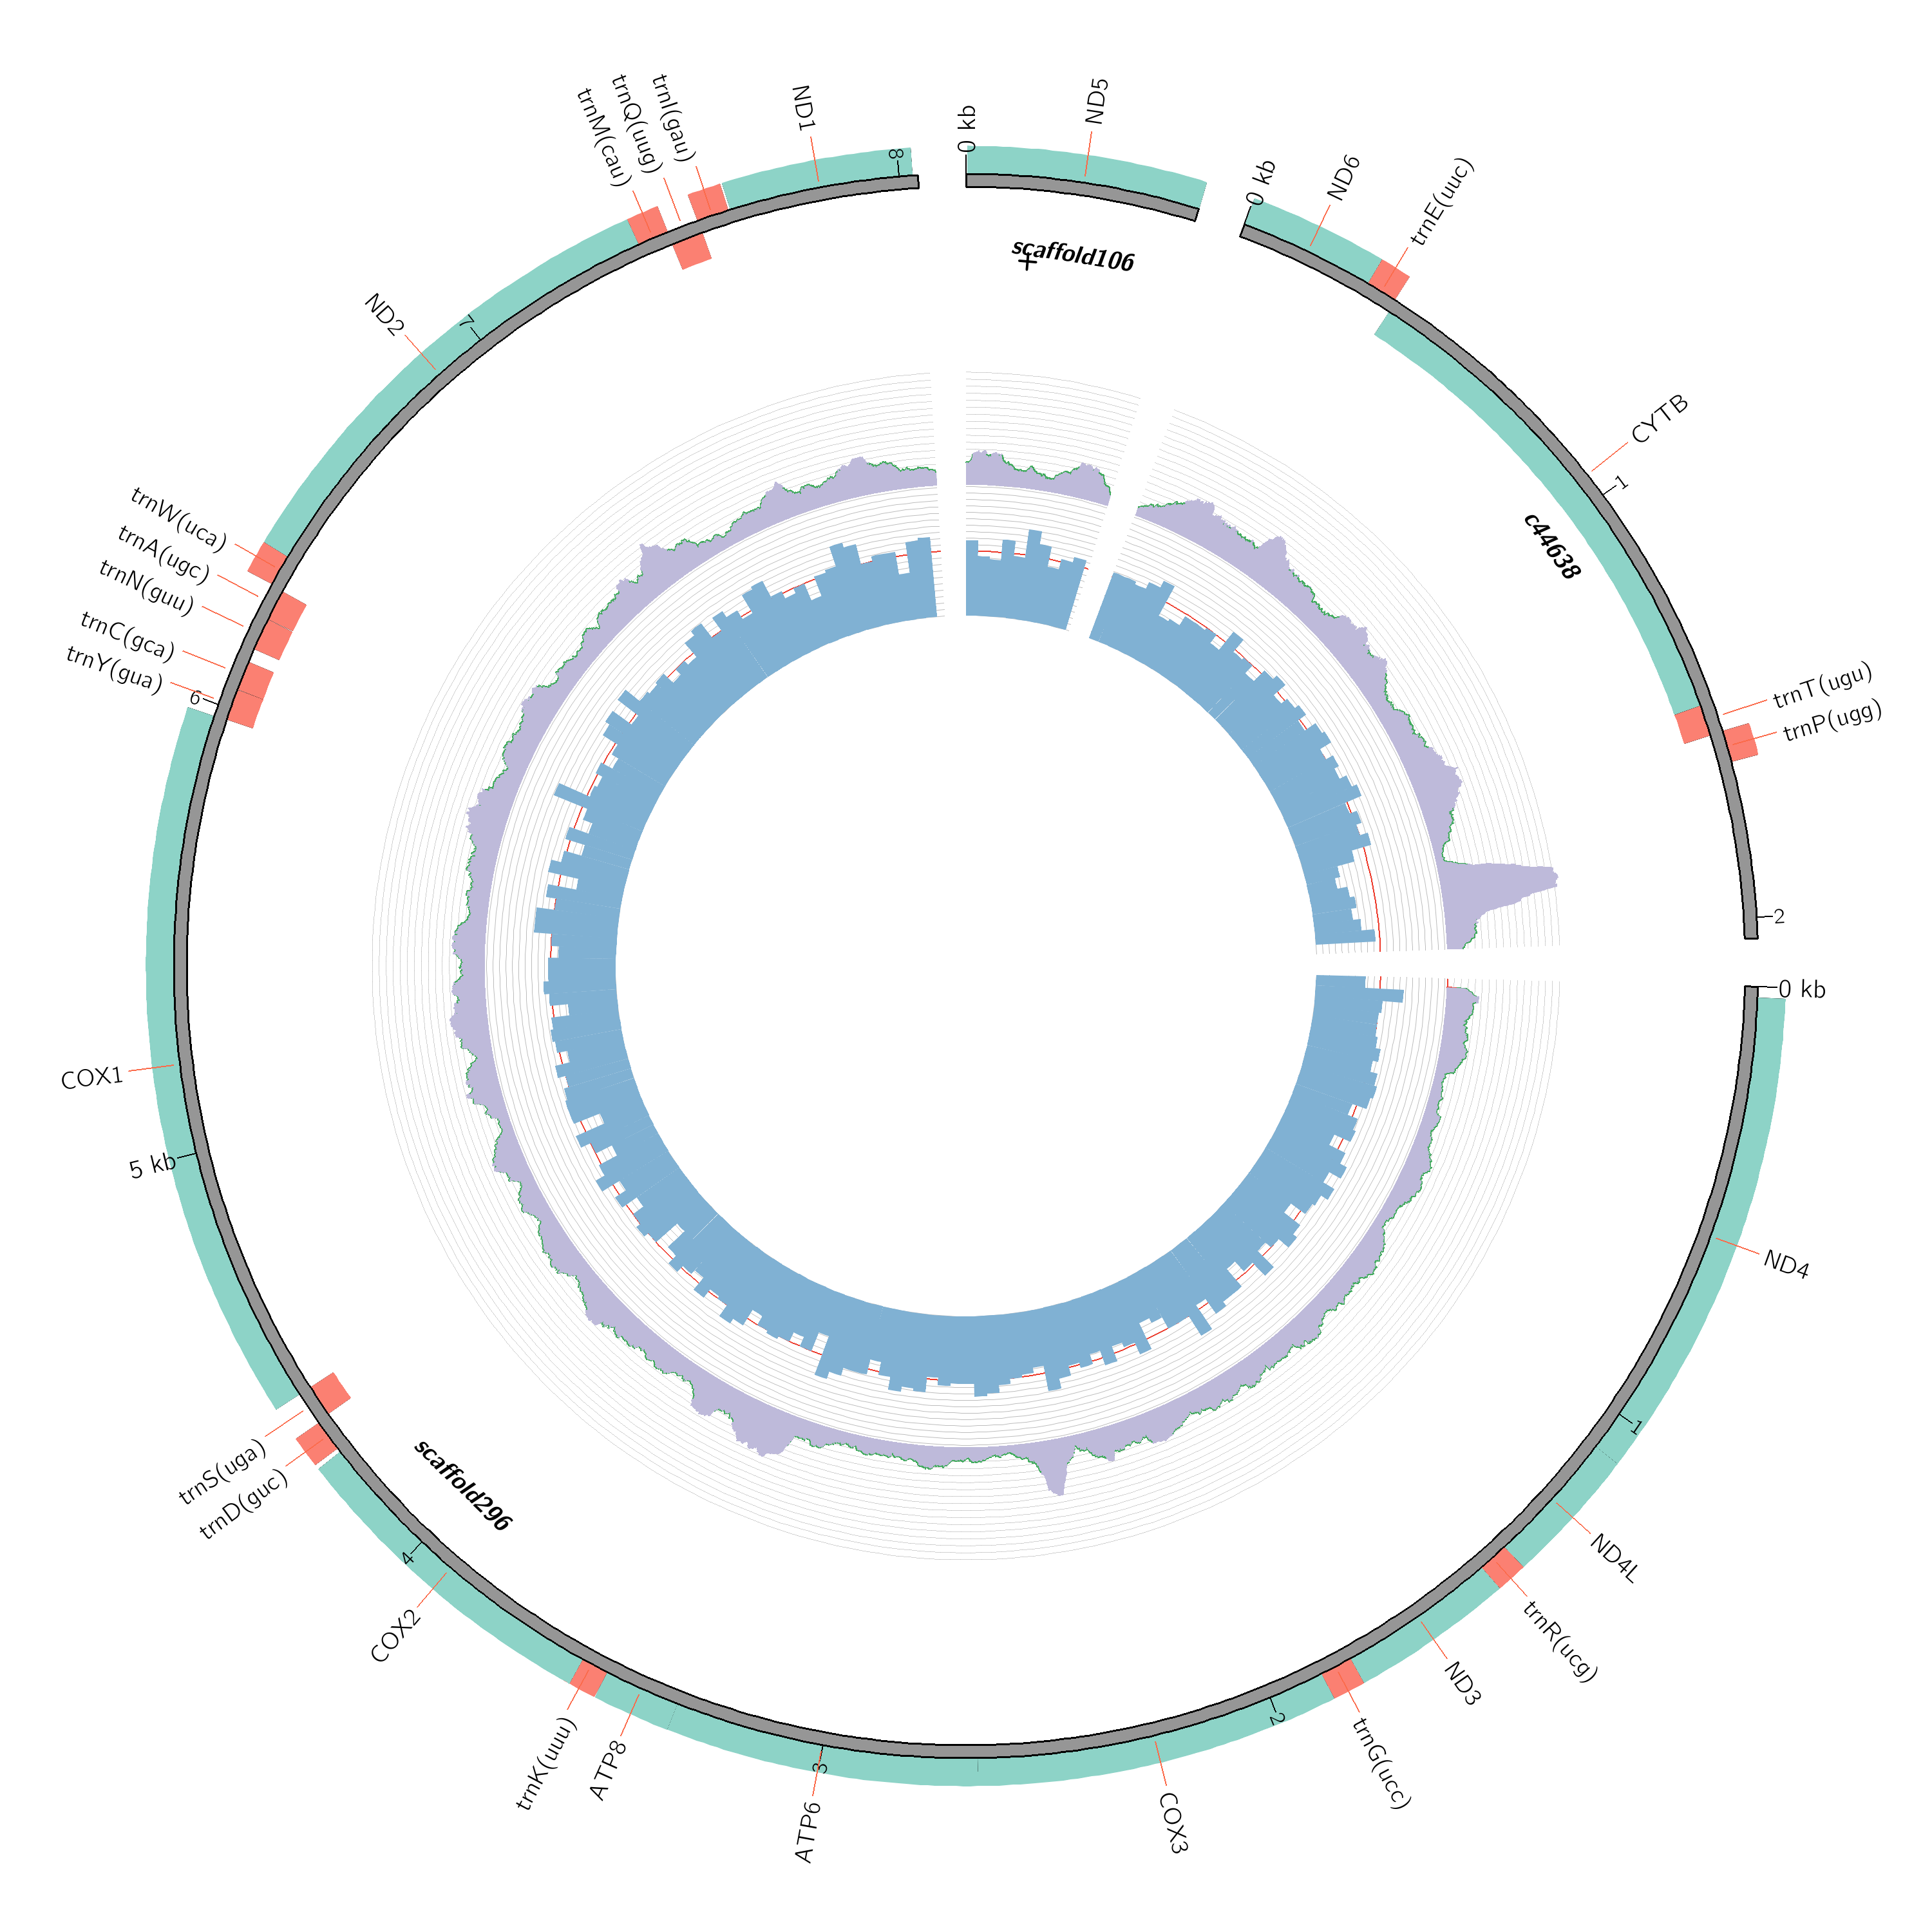 0 kb
ND5
scaffold106
+
0 kb
ND6
trnE(uuc)
CYTB
1
c44638
trnT(ugu)
trnP(ugg)
2
0 kb
ND4
1
ND4L
trnR(ucg)
ND3
trnG(ucc)
2
COX3
3
ATP6
ATP8
trnK(uuu)
COX2
4
scaffold296
trnD(guc)
trnS(uga)
5 kb
COX1
6
trnY(gua)
trnC(gca)
trnN(guu)
trnA(ugc)
trnW(uca)
ND2
7
trnM(cau)
trnQ(uug)
trnI(gau)
ND1
8